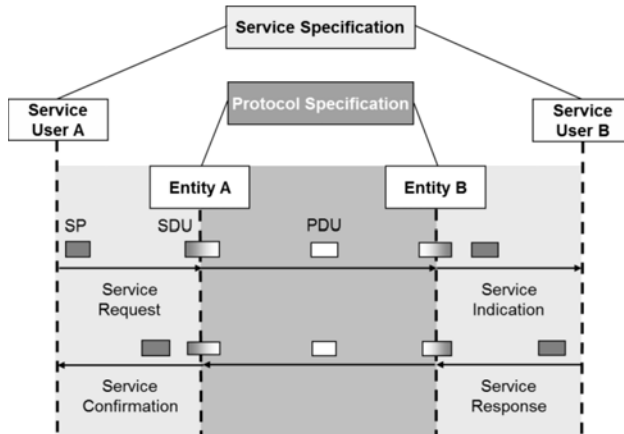 Service Specification
Service
User A
Protocol Specification
Service
User B
Entity A
Entity B
SP
SDU
PDU
Service
Request
Service
Indication
Service
Confirmation
Service
Response